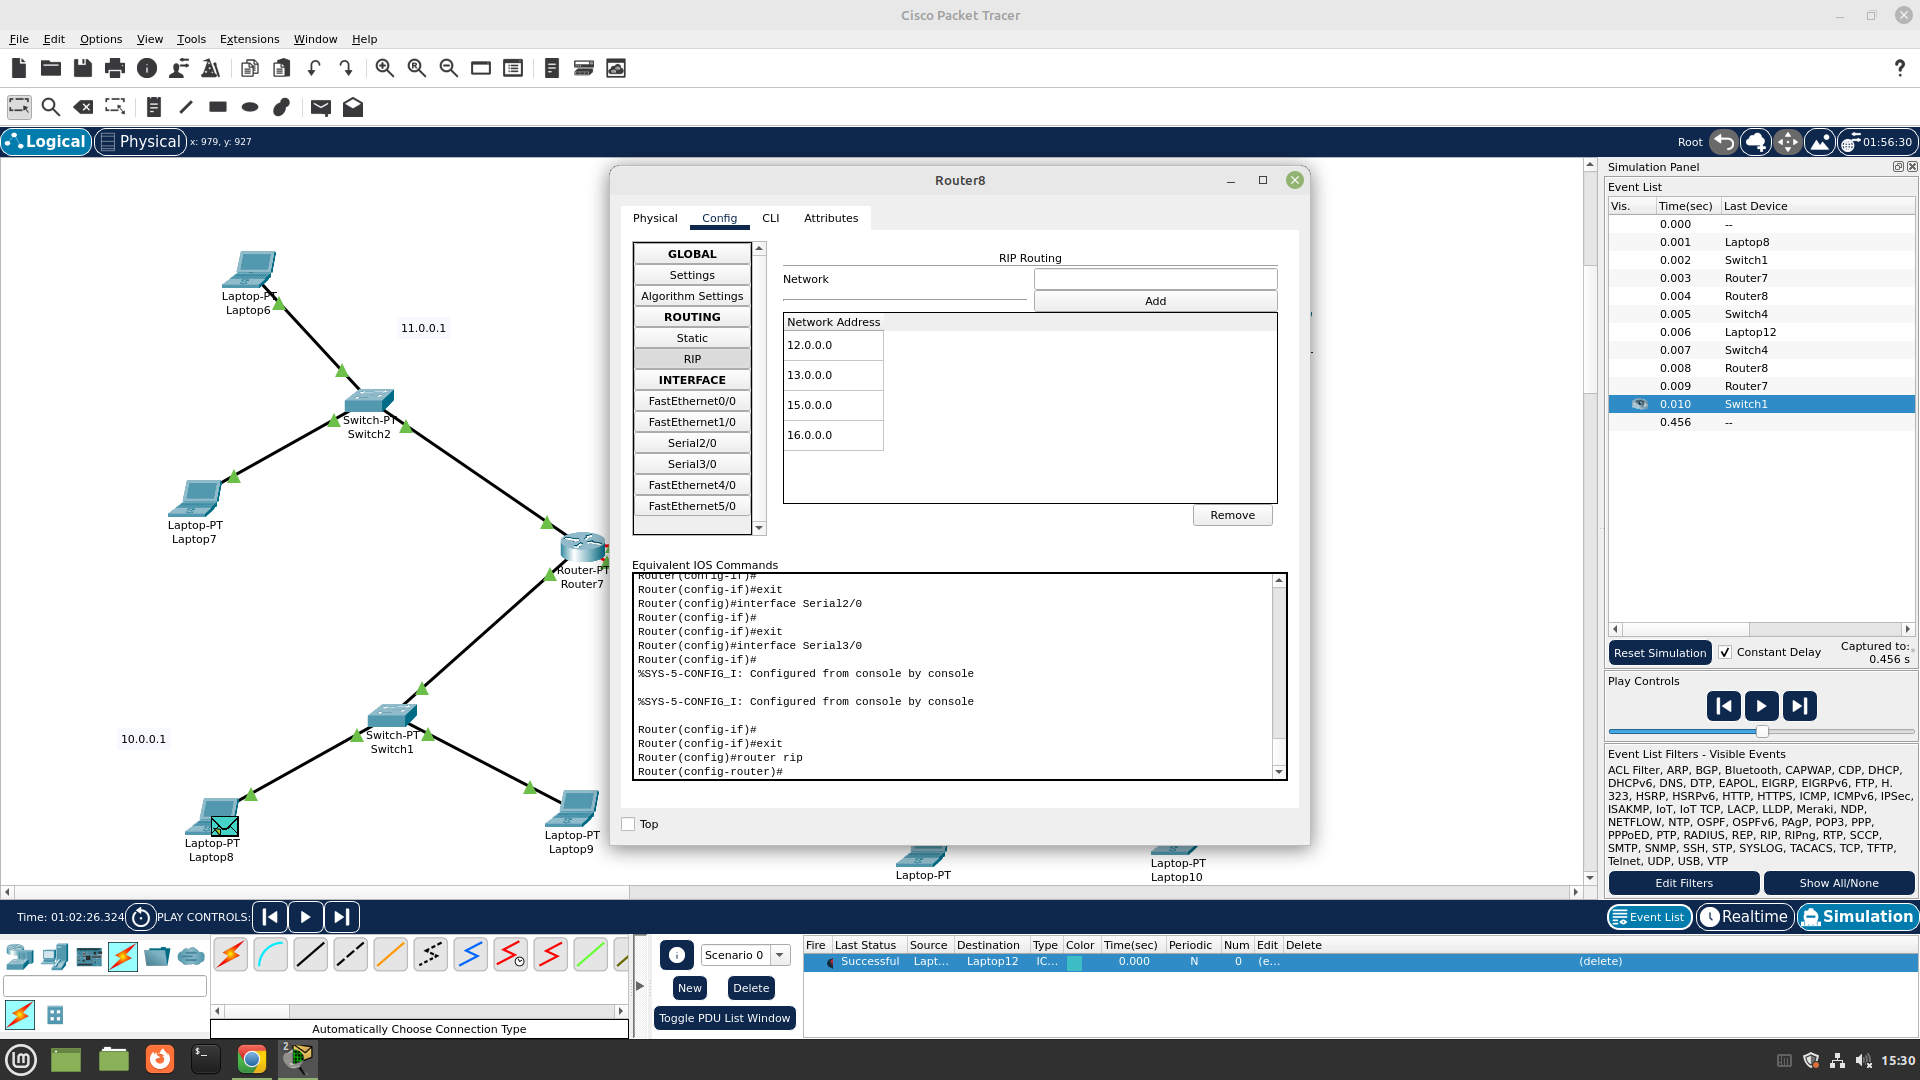 Cisco Packet Tracer
File Edit Options View Tools Extensions Window Help
Logical Physical x: 979, y: 927
Root 01:56:30
Laptop-PT
Laptop6
11.0.0.1
Switch-PT
Switch2
Laptop-PT
Laptop7
Router-PT
Router7
10.0.0.1
Switch-PT
Switch1
Laptop-PT
Laptop8
Laptop-PT
Laptop9
Laptop-PT
Laptop-PT
Laptop10
Router8
Physical Config CLI Attributes
GLOBAL
Settings
Algorithm Settings
ROUTING
Static
RIP
INTERFACE
FastEthernet0/0
FastEthernet1/0
Serial2/0
Serial3/0
FastEthernet4/0
FastEthernet5/0
RIP Routing
Network
Add
Network Address
12.0.0.0
13.0.0.0
15.0.0.0
16.0.0.0
Remove
Equivalent IOS Commands
Router(config-if)#
Router(config-if)#exit
Router(config)#interface Serial2/0
Router(config-if)#
Router(config-if)#exit
Router(config)#interface Serial3/0
Router(config-if)#
%SYS-5-CONFIG_I: Configured from console by console
%SYS-5-CONFIG_I: Configured from console by console
Router(config-if)#
Router(config-if)#exit
Router(config)#router rip
Router(config-router)#
Top
Simulation Panel
Event List
Vis. Time(sec) Last Device
0.000 --
0.001 Laptop8
0.002 Switch1
0.003 Router7
0.004 Router8
0.005 Switch4
0.006 Laptop12
0.007 Switch4
0.008 Router8
0.009 Router7
0.010 Switch1
0.456 --
Reset Simulation Constant Delay Captured to:
0.456 s
Play Controls
Event List Filters - Visible Events
ACL Filter, ARP, BGP, Bluetooth, CAPWAP, CDP, DHCP,
DHCPv6, DNS, DTP, EAPOL, EIGRP, EIGRPv6, FTP, H.
323, HSRP, HSRPv6, HTTP, HTTPS, ICMP, ICMPv6, IPSec,
ISAKMP, IoT, IoT TCP, LACP, LLDP, Meraki, NDP,
NETFLOW, NTP, OSPF, OSPFv6, PAgP, POP3, PPP,
PPPoED, PTP, RADIUS, REP, RIP, RIPng, RTP, SCCP,
SMTP, SNMP, SSH, STP, SYSLOG, TACACS, TCP, TFTP,
Telnet, UDP, USB, VTP
Edit Filters Show All/None
Time: 01:02:26.324 PLAY CONTROLS:
Event List Realtime Simulation
Automatically Choose Connection Type
Scenario 0
New Delete
Toggle PDU List Window
Fire Last Status Source Destination Type Color Time(sec) Periodic Num Edit Delete
Successful Lapt... Laptop12 IC... 0.000 N 0 (e... (delete)
2
15:30